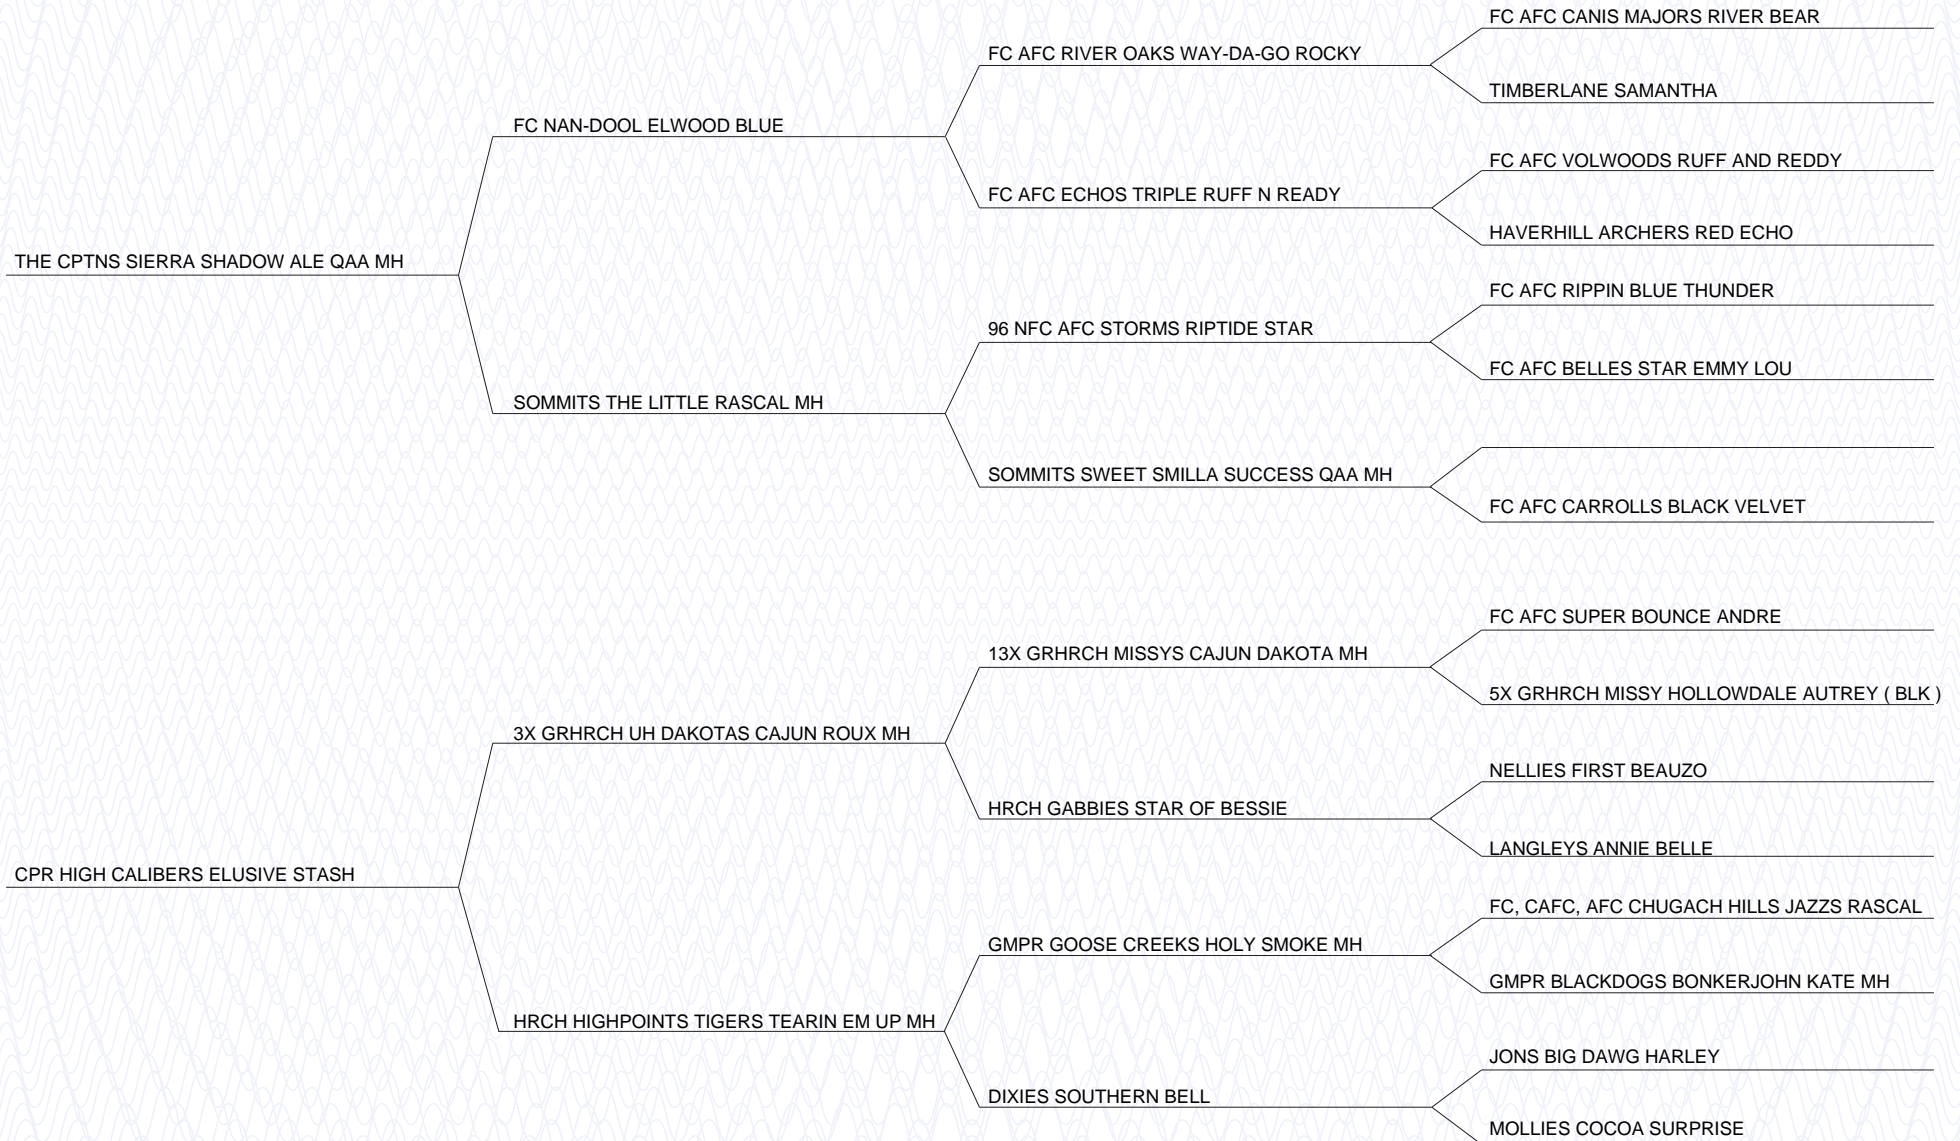 FC AFC CANIS MAJORS RIVER BEAR
FC AFC RIVER OAKS WAY-DA-GO ROCKY
TIMBERLANE SAMANTHA
FC NAN-DOOL ELWOOD BLUE
FC AFC VOLWOODS RUFF AND REDDY
FC AFC ECHOS TRIPLE RUFF N READY
HAVERHILL ARCHERS RED ECHO
THE CPTNS SIERRA SHADOW ALE QAA MH
FC AFC RIPPIN BLUE THUNDER
96 NFC AFC STORMS RIPTIDE STAR
FC AFC BELLES STAR EMMY LOU
SOMMITS THE LITTLE RASCAL MH
SOMMITS SWEET SMILLA SUCCESS QAA MH
FC AFC CARROLLS BLACK VELVET
FC AFC SUPER BOUNCE ANDRE
13X GRHRCH MISSYS CAJUN DAKOTA MH
5X GRHRCH MISSY HOLLOWDALE AUTREY ( BLK )
3X GRHRCH UH DAKOTAS CAJUN ROUX MH
NELLIES FIRST BEAUZO
HRCH GABBIES STAR OF BESSIE
LANGLEYS ANNIE BELLE
CPR HIGH CALIBERS ELUSIVE STASH
FC, CAFC, AFC CHUGACH HILLS JAZZS RASCAL
GMPR GOOSE CREEKS HOLY SMOKE MH
GMPR BLACKDOGS BONKERJOHN KATE MH
HRCH HIGHPOINTS TIGERS TEARIN EM UP MH
JONS BIG DAWG HARLEY
DIXIES SOUTHERN BELL
MOLLIES COCOA SURPRISE